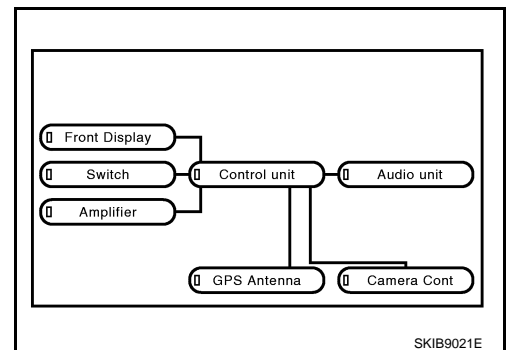 Front Display
Switch
Control unit
Audio unit
Amplifier
GPS Antenna
Camera Cont
SKIB9021E